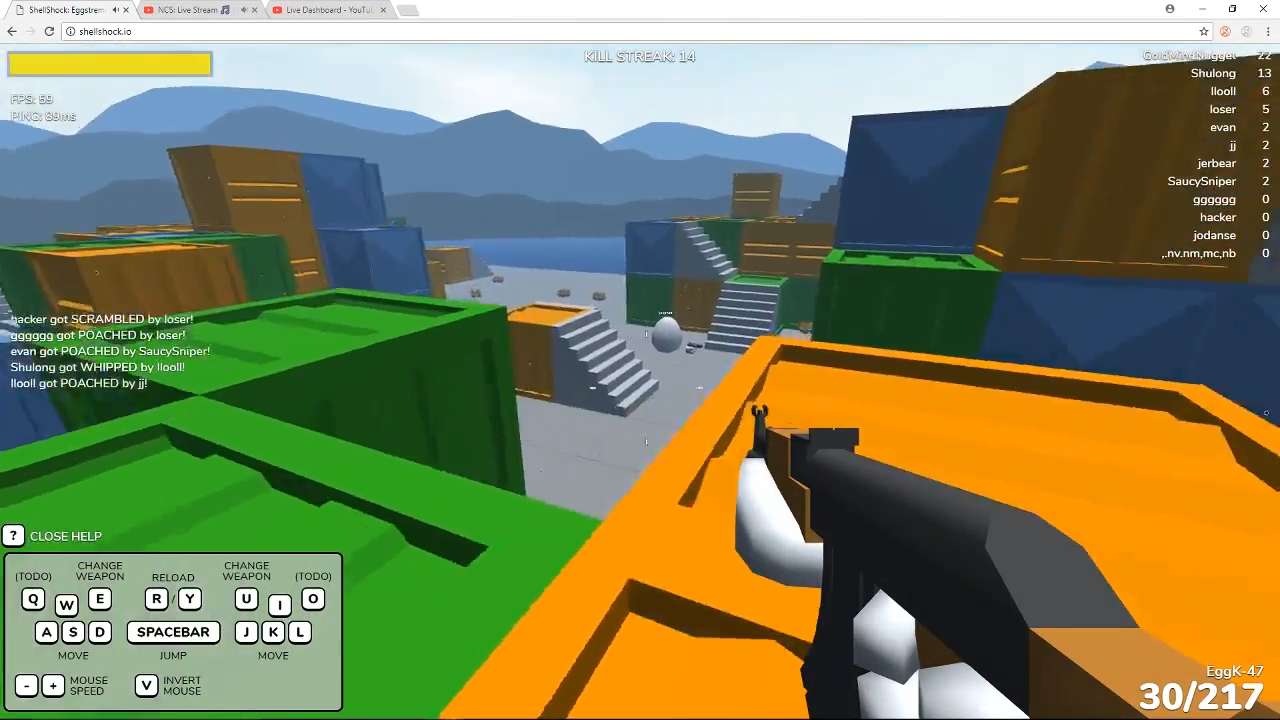 ShellShock: Eggstrem
NCS: Live Stream
Live Dashboard - YouTu
shellshock.io
KILL STREAK: 14
FPS: 59
PING: 89ms
GoldMindNugget 22
Shulong 13
llooll 6
loser 5
evan 2
jj 2
jerbear 2
SaucySniper 2
gggggg 0
hacker 0
jodanse 0
,.nv.nm,mc,nb 0
hacker got SCRAMBLED by loser!
gggggg got POACHED by loser!
evan got POACHED by SaucySniper!
Shulong got WHIPPED by llooll!
llooll got POACHED by jj!
? CLOSE HELP
(TODO) CHANGE WEAPON RELOAD CHANGE WEAPON (TODO)
Q W E R / Y U I O
A S D SPACEBAR J K L
MOVE JUMP MOVE
- + MOUSE SPEED V INVERT MOUSE
EggK-47
30/217